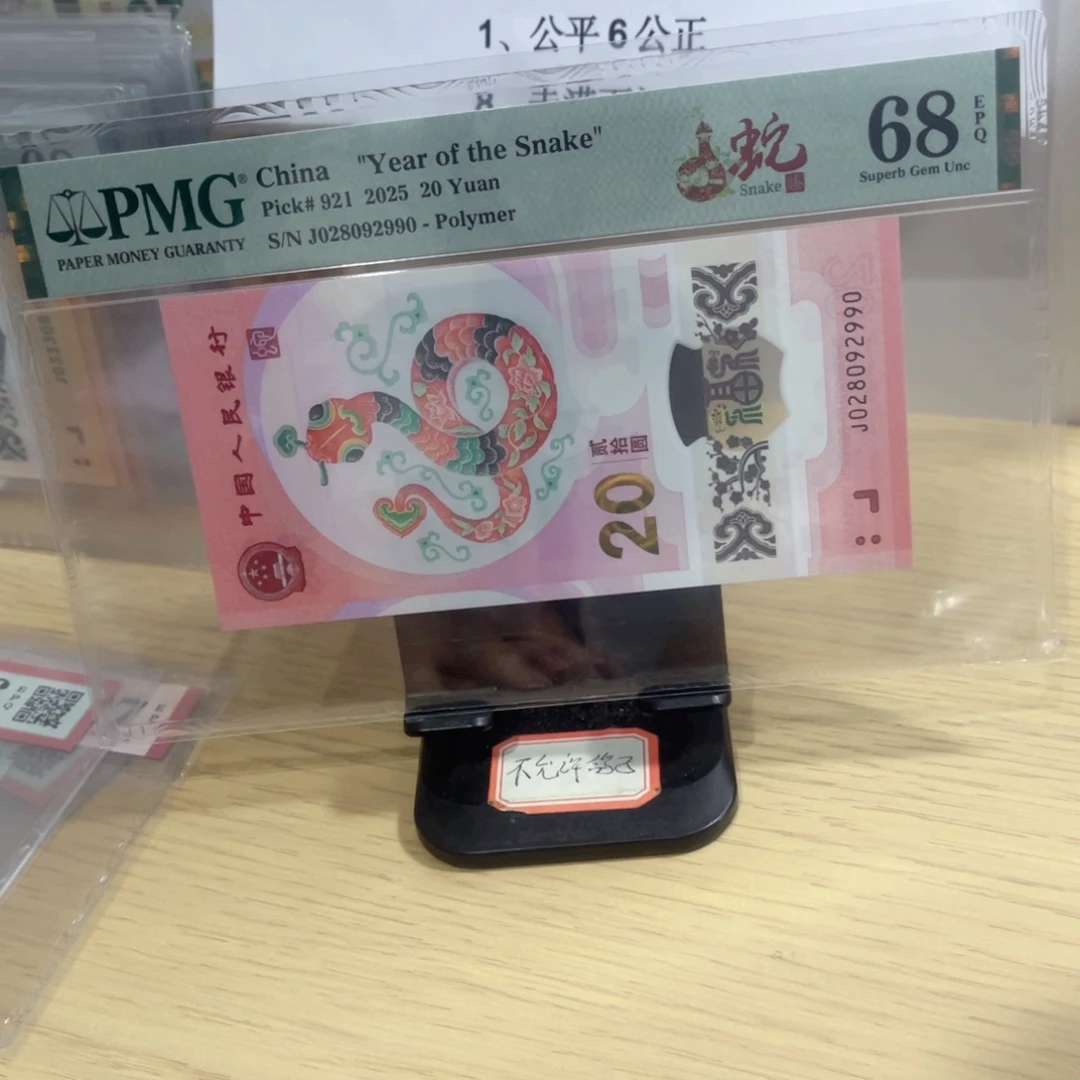 1、公平6公正
PMG®
PAPER MONEY GUARANTY
China "Year of the Snake"
Pick# 921 2025 20 Yuan
S/N J028092990 - Polymer
蛇
Snake
68
EPQ
Superb Gem Unc
中国人民银行
贰拾圆
20
J028092990
不允许